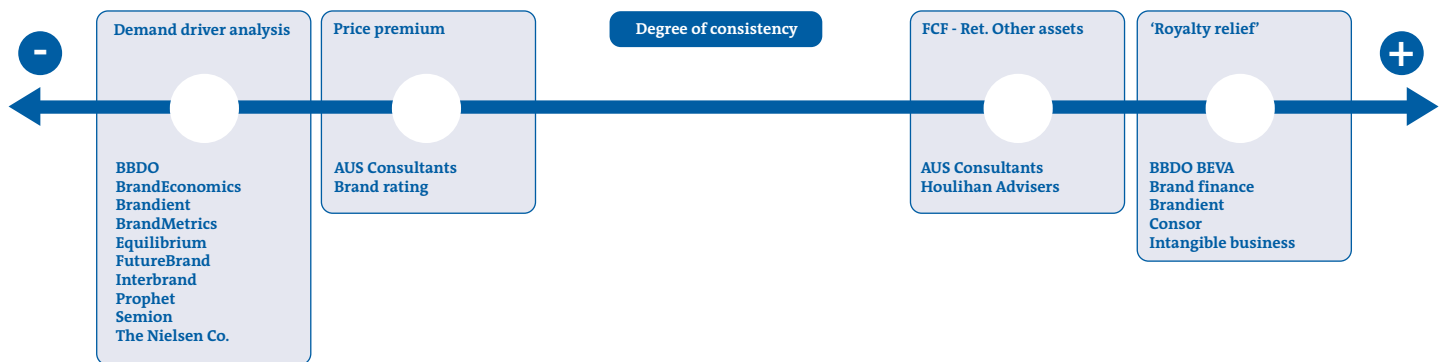 Degree of consistency
-
+
Demand driver analysis
BBDO
BrandEconomics
Brandient
BrandMetrics
Equilibrium
FutureBrand
Interbrand
Prophet
Semion
The Nielsen Co.
Price premium
AUS Consultants
Brand rating
FCF - Ret. Other assets
AUS Consultants
Houlihan Advisers
‘Royalty relief’
BBDO BEVA
Brand finance
Brandient
Consor
Intangible business